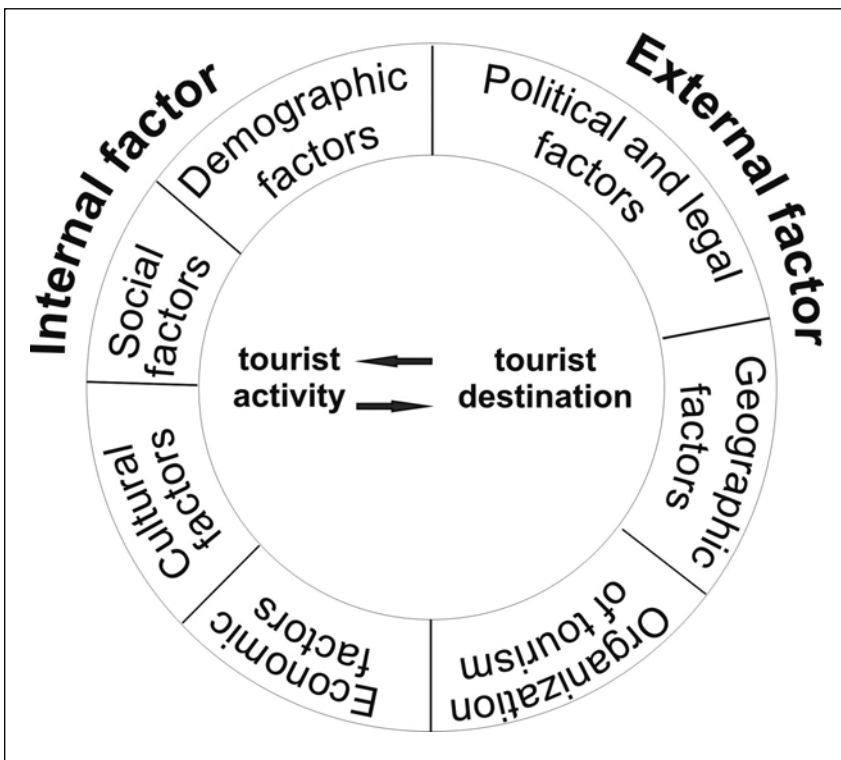 Internal factor
External factor
Demographic
factors
Political and legal
factors
Social
factors
Geographic
factors
tourist
activity
tourist
destination
Cultural
factors
Economic
factors
Organization
of tourism